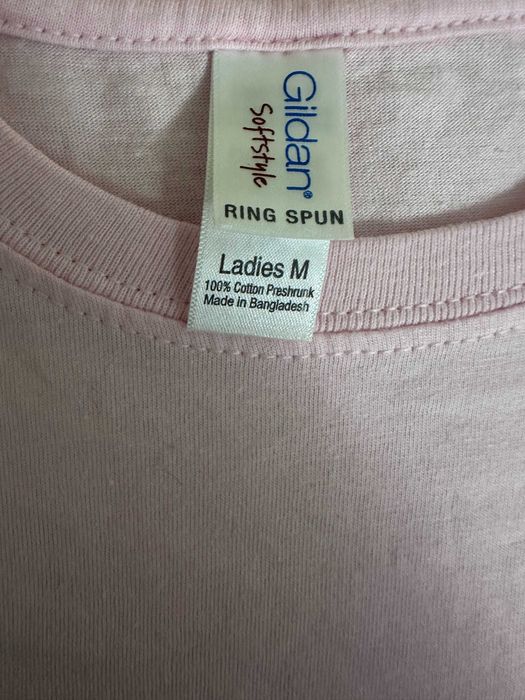 Gildan®
Softstyle
RING SPUN
Ladies M
100% Cotton Preshrunk
Made in Bangladesh